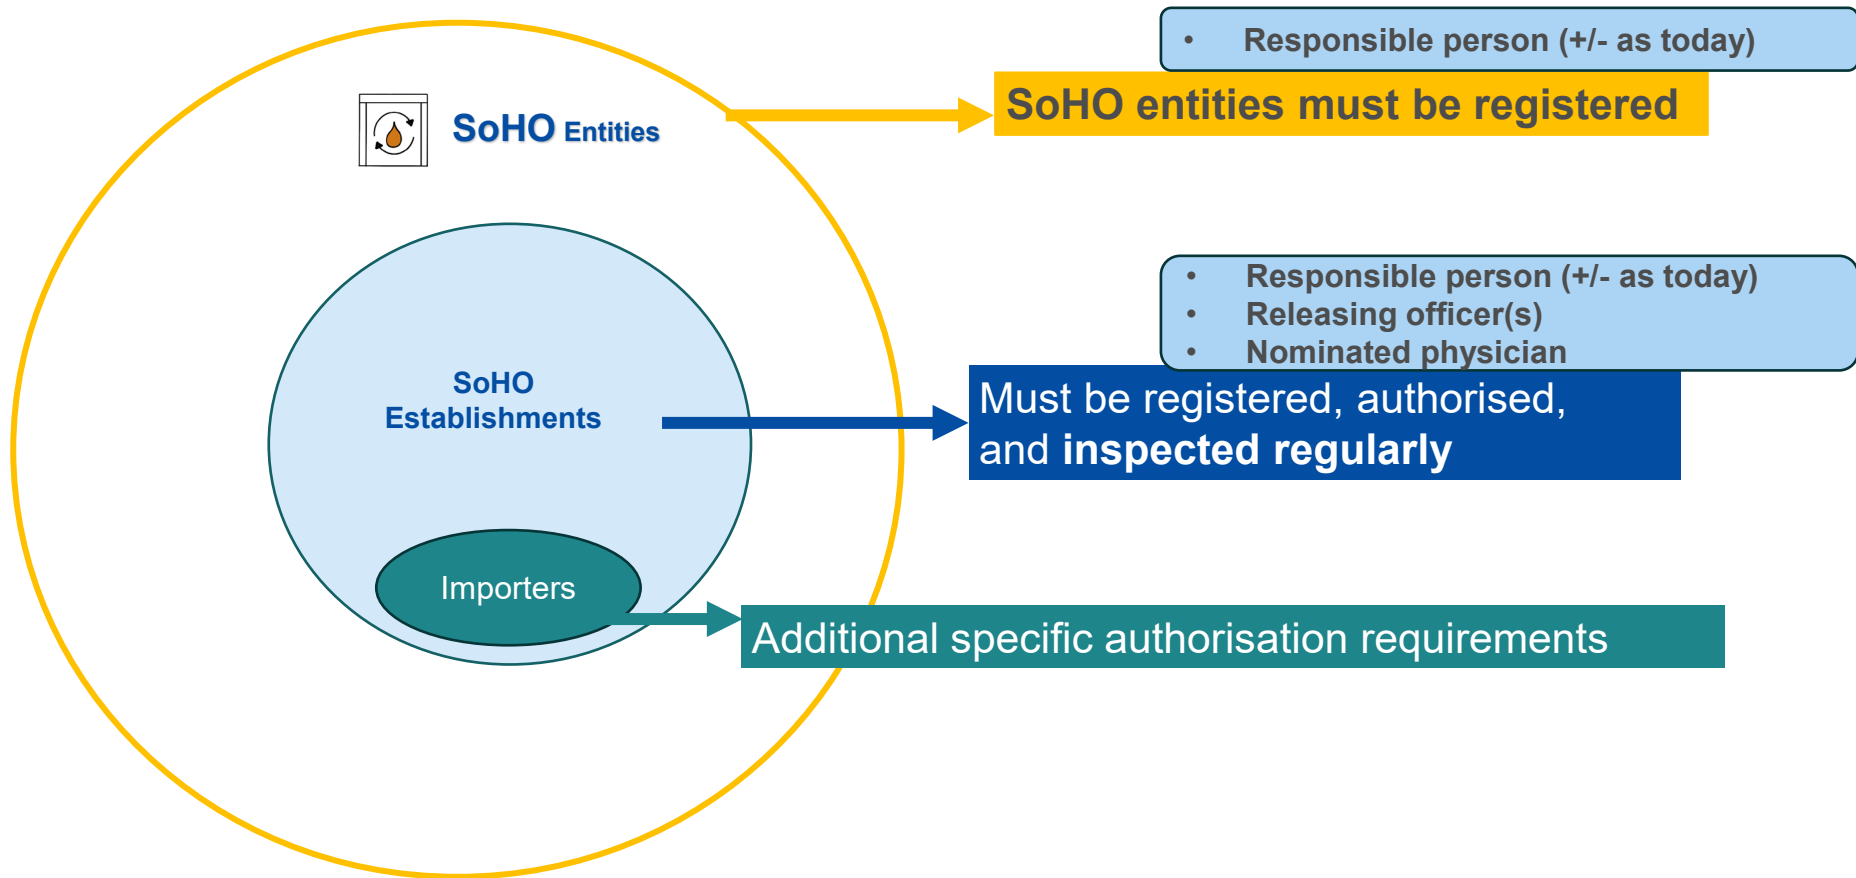 • Responsible person (+/- as today)
SoHO entities must be registered
SoHO Entities
• Responsible person (+/- as today)
• Releasing officer(s)
• Nominated physician
SoHO
Establishments
Must be registered, authorised,
and inspected regularly
Importers
Additional specific authorisation requirements